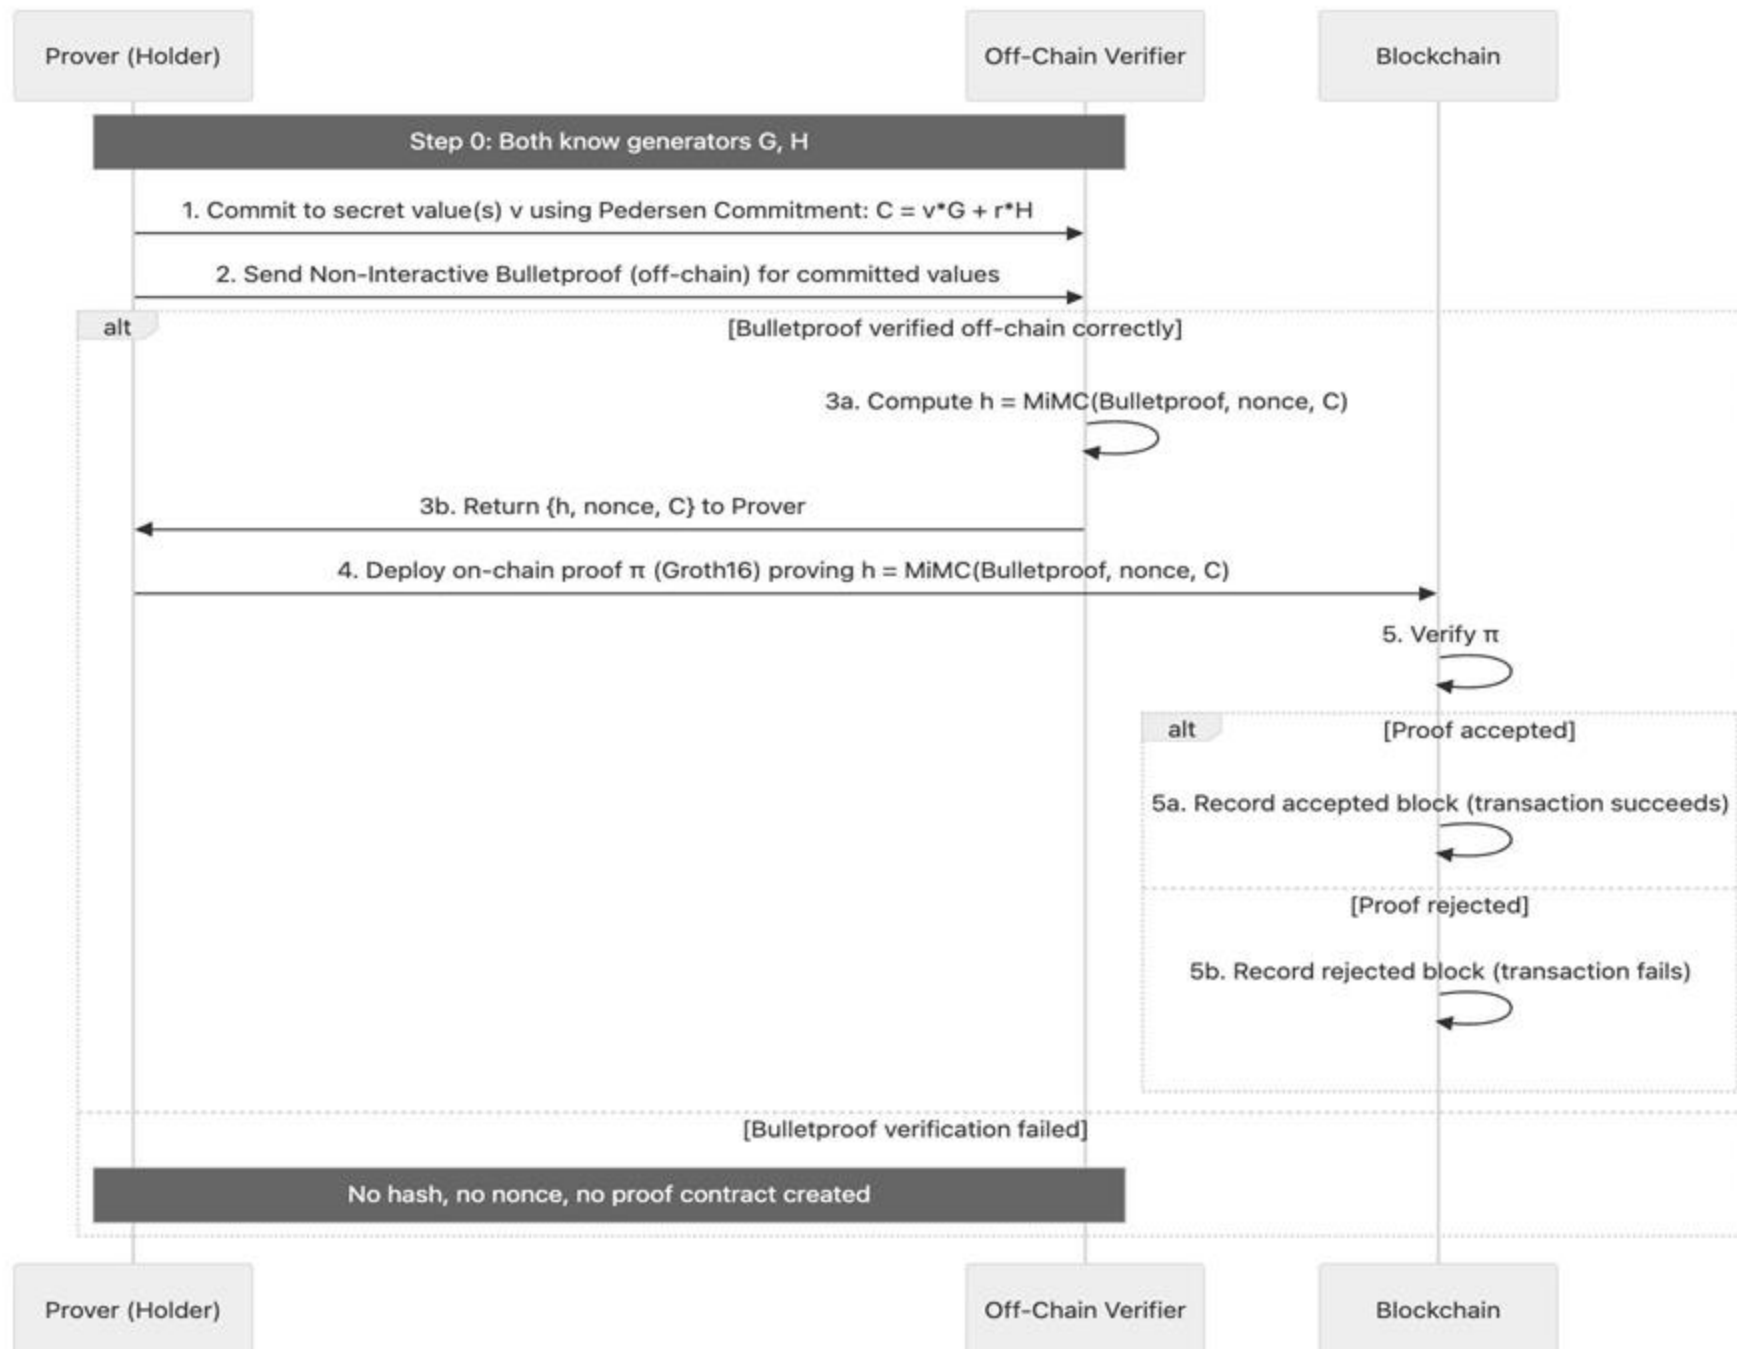 Prover (Holder)
Off-Chain Verifier
Blockchain
Step 0: Both know generators G, H
1. Commit to secret value(s) v using Pedersen Commitment: C = v*G + r*H
2. Send Non-Interactive Bulletproof (off-chain) for committed values
alt
[Bulletproof verified off-chain correctly]
3a. Compute h = MiMC(Bulletproof, nonce, C)
3b. Return {h, nonce, C} to Prover
4. Deploy on-chain proof π (Groth16) proving h = MiMC(Bulletproof, nonce, C)
5. Verify π
alt
[Proof accepted]
5a. Record accepted block (transaction succeeds)
[Proof rejected]
5b. Record rejected block (transaction fails)
[Bulletproof verification failed]
No hash, no nonce, no proof contract created
Prover (Holder)
Off-Chain Verifier
Blockchain